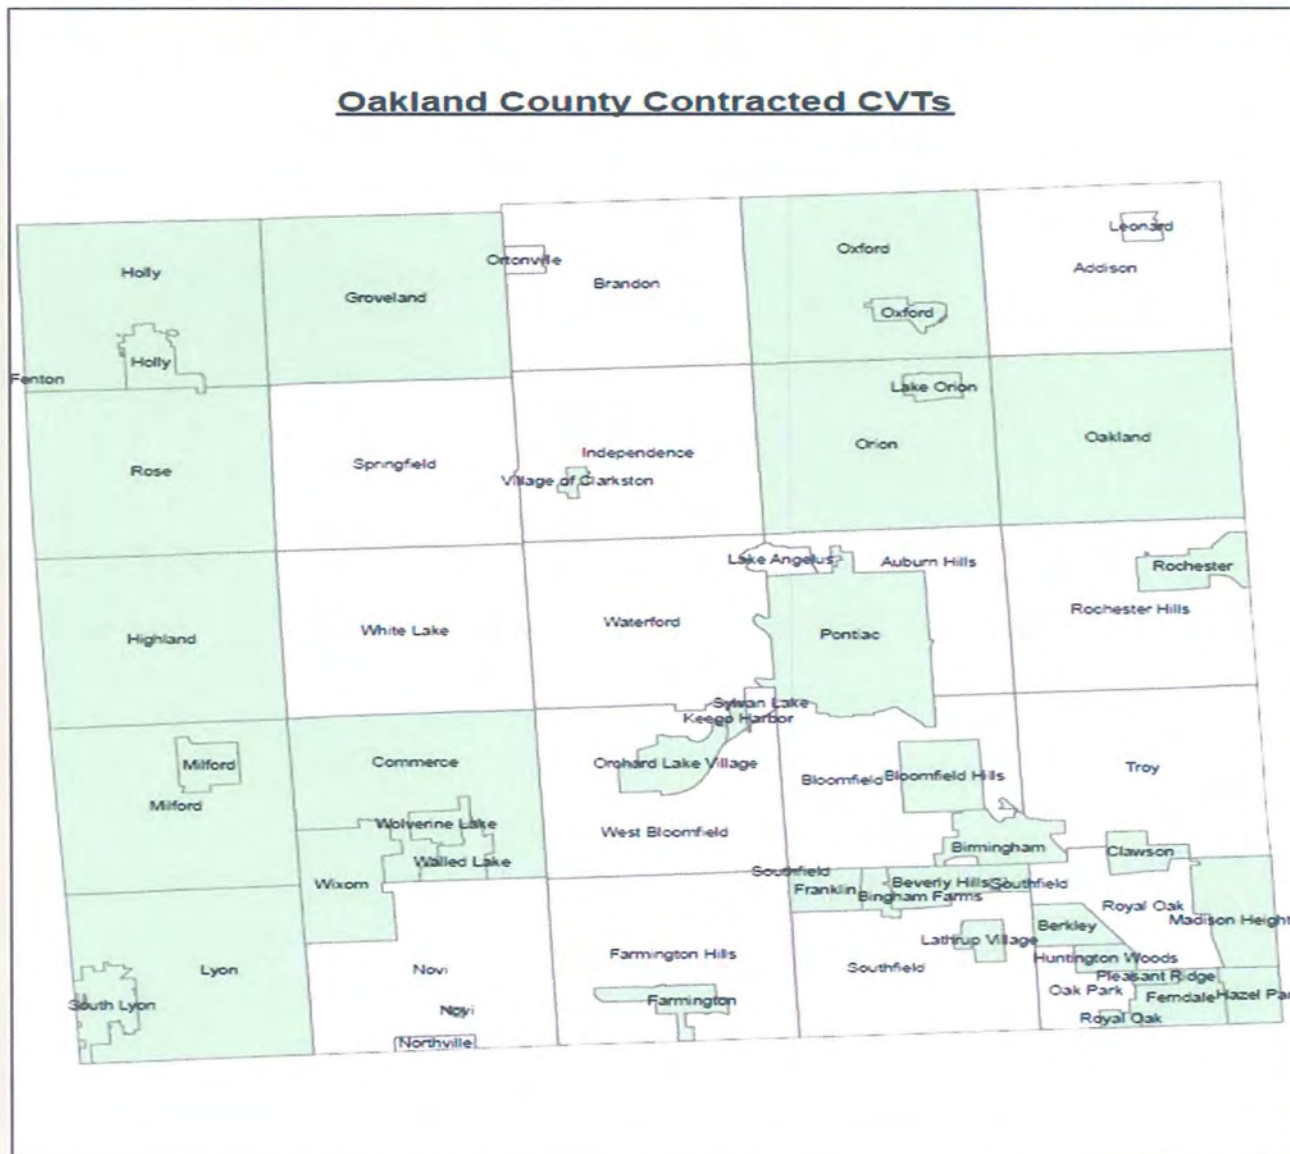 Oakland County Contracted CVTs
Leonard
Holly
Oxford
Ortonville
Addison
Groveland
Brandon
Oxford
Holly
Fenton
Lake Orion
Rose
Springfield
Independence
Orion
Oakland
Village of Clarkston
Lake Angelus
Auburn Hills
Rochester
Highland
White Lake
Waterford
Pontiac
Rochester Hills
Sylvan Lake
Keego Harbor
Milford
Commerce
Orchard Lake Village
Bloomfield
Bloomfield Hills
Troy
Milford
Wolverine Lake
West Bloomfield
Walled Lake
Birmingham
Clawson
Wixom
Southfield
Franklin
Beverly Hills
Southfield
Bingham Farms
Royal Oak
Madison Height
Berkley
Lathrup Village
Lyon
Novi
Farmington Hills
Southfield
Huntington Woods
Pleasant Ridge
South Lyon
Novi
Farmington
Oak Park
Ferndale
Hazel Par
Royal Oak
Northville